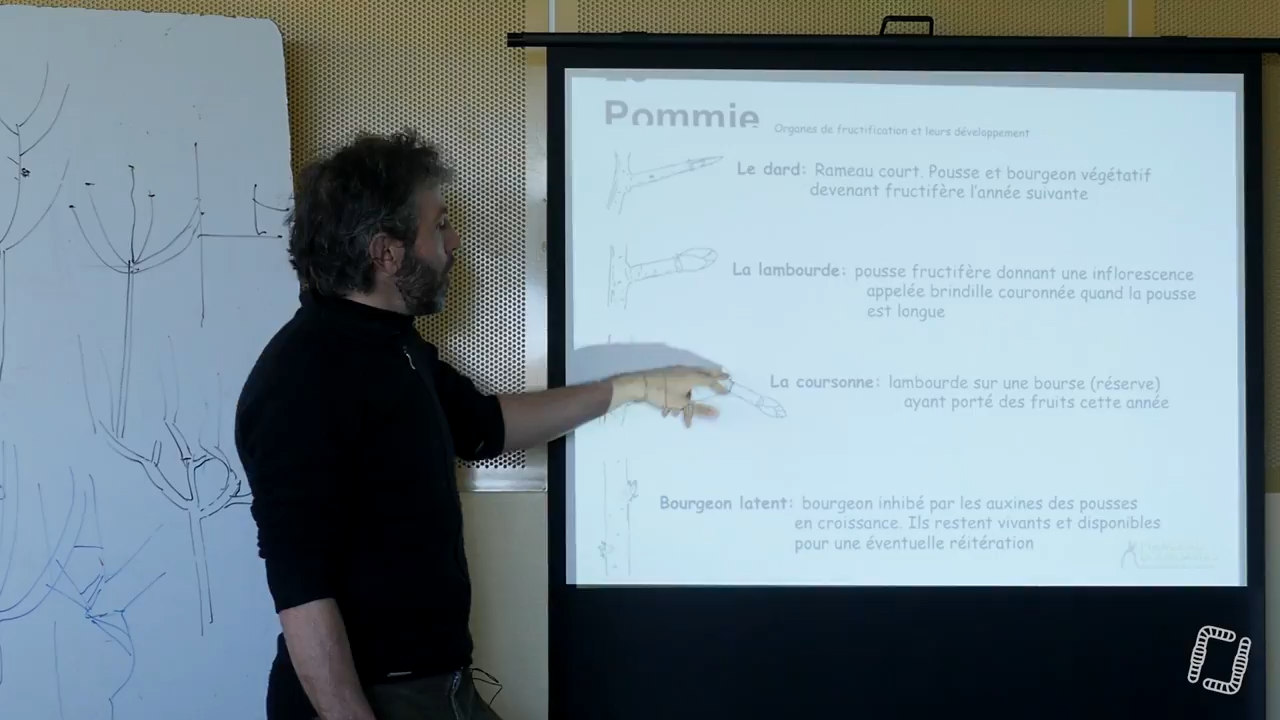 Pommie
Organes de fructification et leurs développement
Le dard: Rameau court. Pousse et bourgeon végétatif
devenant fructifère l'année suivante
La lambourde: pousse fructifère donnant une inflorescence
appelée brindille couronnée quand la pousse
est longue
La coursonne: lambourde sur une bourse (réserve)
ayant porté des fruits cette année
Bourgeon latent: bourgeon inhibé par les auxines des pousses
en croissance. Ils restent vivants et disponibles
pour une éventuelle réitération